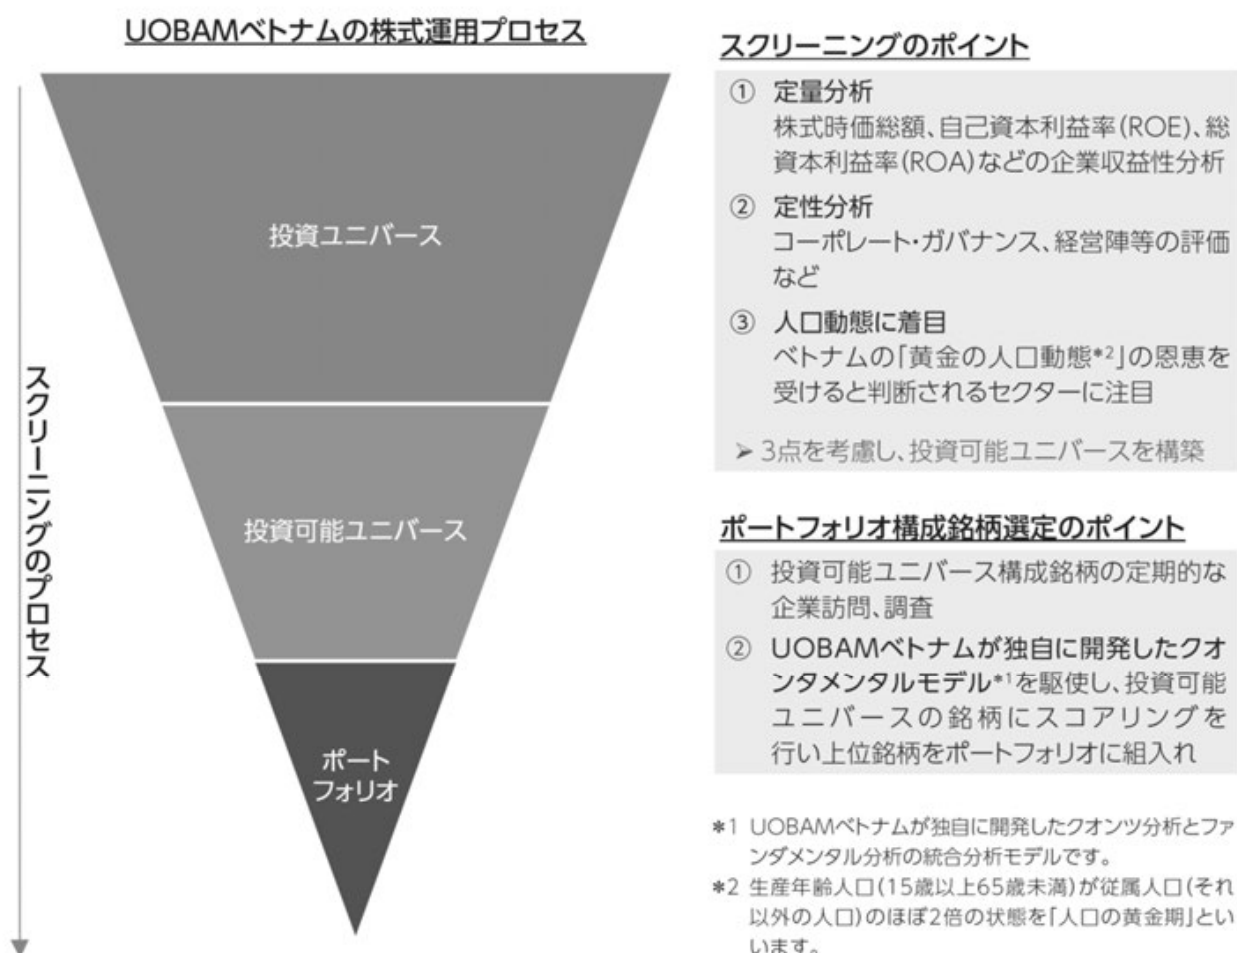 UOBAMベトナムの株式運用プロセス
スクリーニングのプロセス
投資ユニバース
投資可能ユニバース
ポート
フォリオ
スクリーニングのポイント
① 定量分析
株式時価総額、自己資本利益率(ROE)、総
資本利益率(ROA)などの企業収益性分析
② 定性分析
コーポレート・ガバナンス、経営陣等の評価
など
③ 人口動態に着目
ベトナムの「黄金の人口動態*2」の恩恵を
受けると判断されるセクターに注目
➢ 3点を考慮し、投資可能ユニバースを構築
ポートフォリオ構成銘柄選定のポイント
① 投資可能ユニバース構成銘柄の定期的な
企業訪問、調査
② UOBAMベトナムが独自に開発したクオ
ンタメンタルモデル*1を駆使し、投資可能
ユニバースの銘柄にスコアリングを
行い上位銘柄をポートフォリオに組入れ
*1 UOBAMベトナムが独自に開発したクオンツ分析とファ
ンダメンタル分析の統合分析モデルです。
*2 生産年齢人口(15歳以上65歳未満)が従属人口(それ
以外の人口)のほぼ2倍の状態を「人口の黄金期」とい
います。